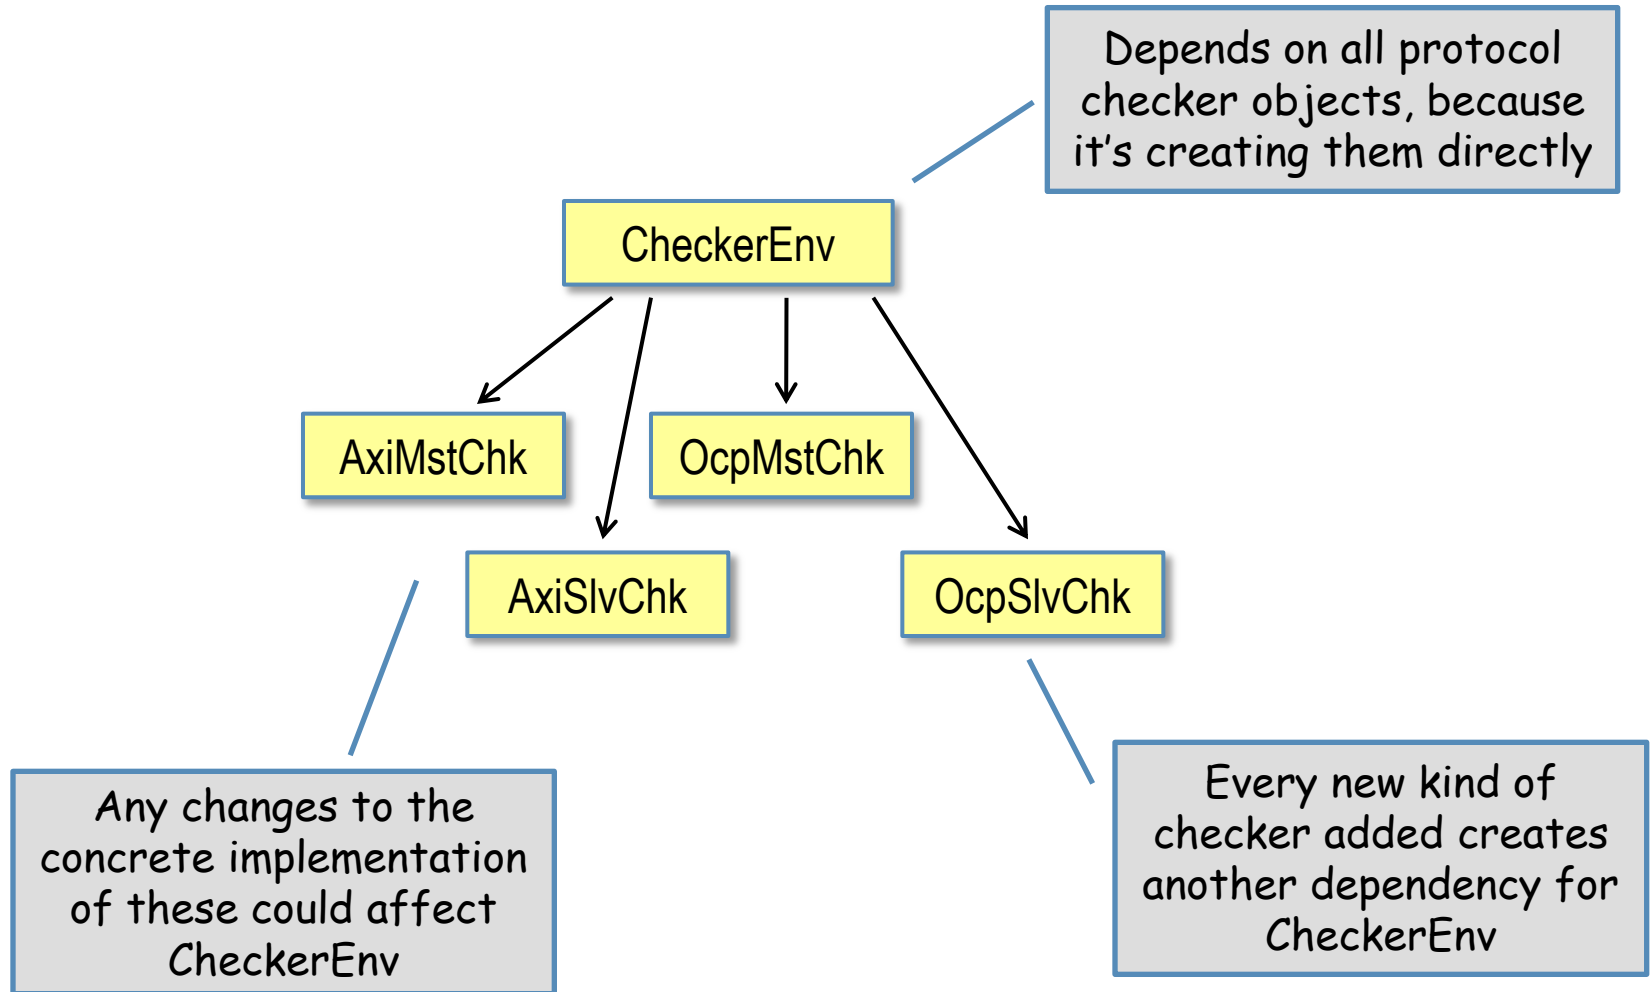 Depends on all protocol
checker objects, because
it's creating them directly
CheckerEnv
AxiMstChk
OcpMstChk
AxiSlvChk
OcpSlvChk
Any changes to the
concrete implementation
of these could affect
CheckerEnv
Every new kind of
checker added creates
another dependency for
CheckerEnv